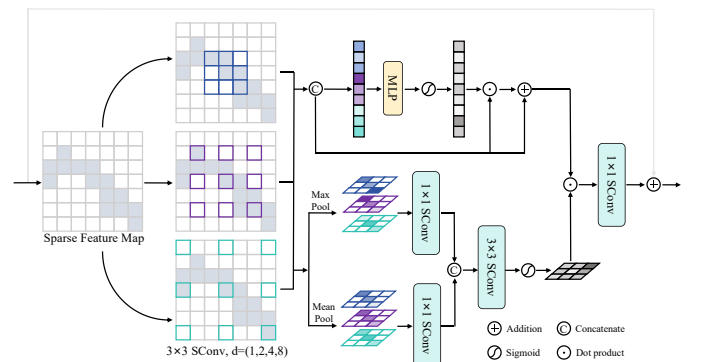 C
MLP
Max
Pool
1×1 SConv
1×1 SConv
Sparse Feature Map
C
3×3 SConv
Mean
Pool
1×1 SConv
3×3 SConv, d=(1,2,4,8)
Addition
C Concatenate
Sigmoid
Dot product